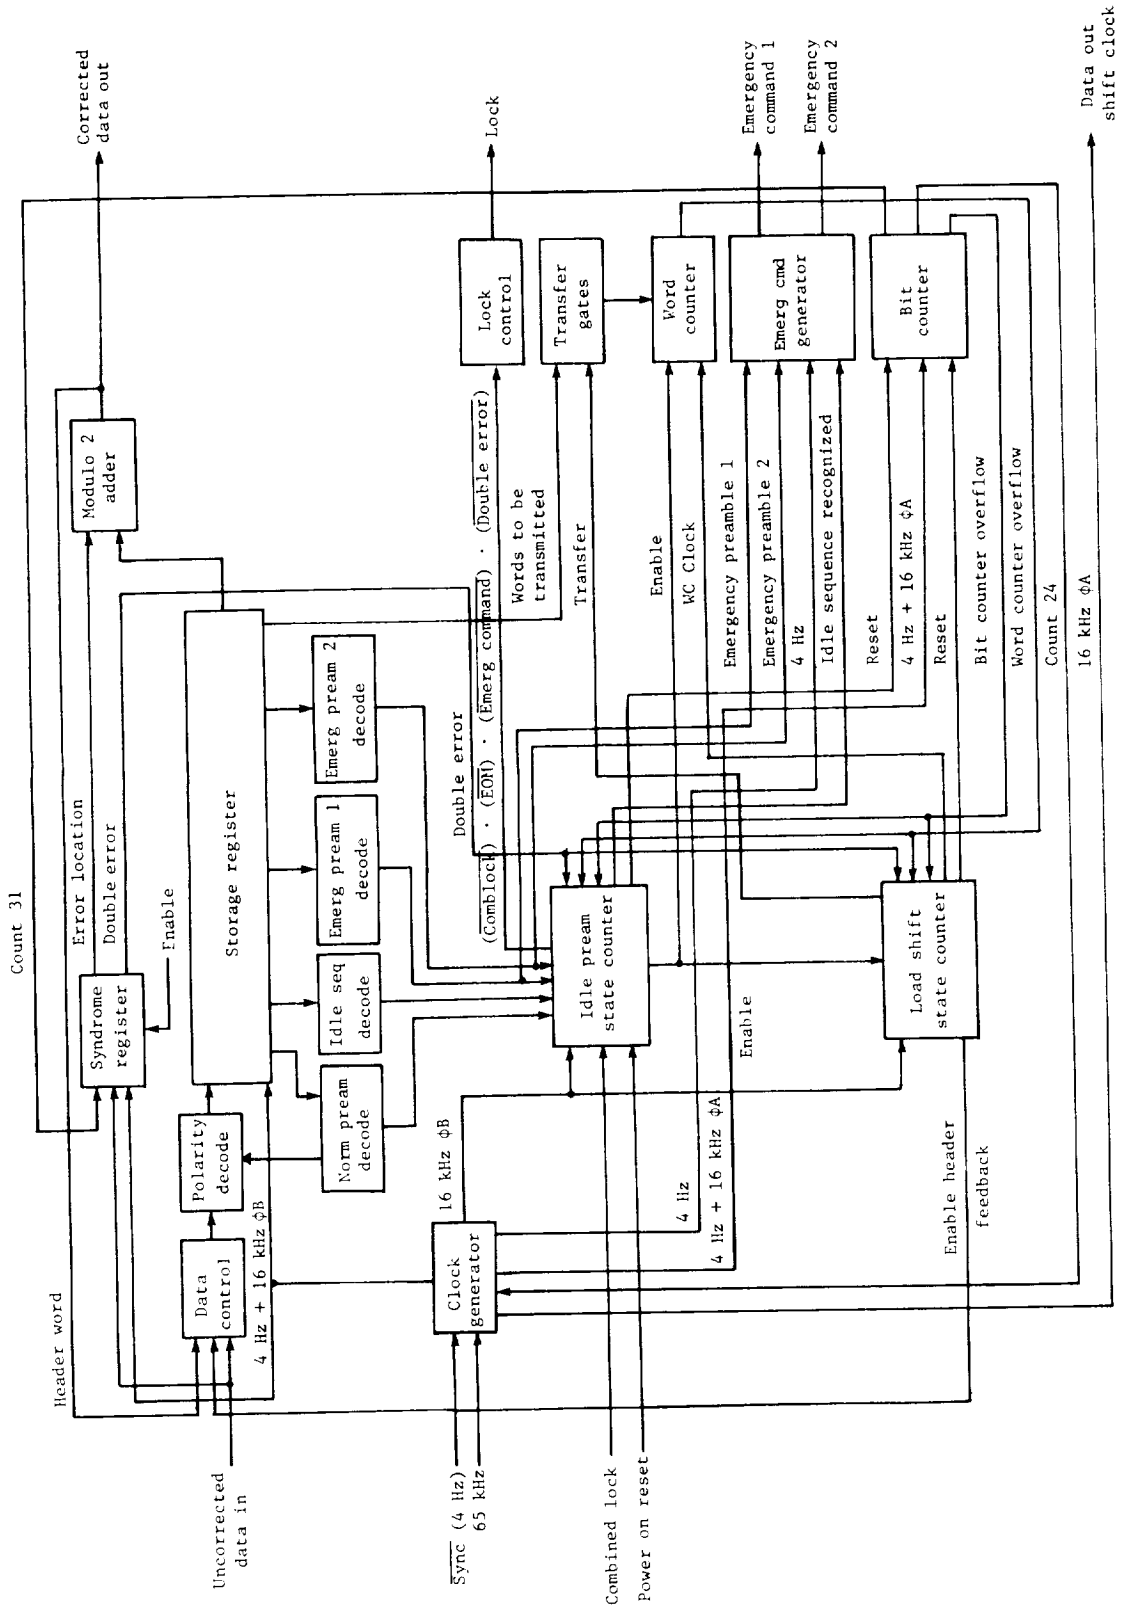 Count 31
Header word
Error location
Double error
Enable
Corrected
data out
Modulo 2
adder
Syndrome
register
Uncorrected
data in
Data
control
Polarity
decode
Storage register
4 Hz + 16 kHz ϕB
Norm pream
decode
Idle seq
decode
Emerg pream 1
decode
Emerg pream 2
decode
Double error
(Comblock) · (EOM) · (Emerg command) · (Double error)
Lock
control
Lock
Words to be
transmitted
Transfer
Transfer
gates
Sync (4 Hz)
65 kHz
Clock
generator
16 kHz ϕB
Idle pream
state counter
Enable
WC Clock
Word
counter
Combined lock
Power on reset
4 Hz
4 Hz + 16 kHz ϕA
Enable
Emergency preamble 1
Emergency preamble 2
4 Hz
Idle sequence recognized
Emerg cmd
generator
Emergency
command 1
Emergency
command 2
Load shift
state counter
Reset
4 Hz + 16 kHz ϕA
Reset
Bit
counter
Enable header
feedback
Bit counter overflow
Word counter overflow
Count 24
16 kHz ϕA
Data out
shift clock